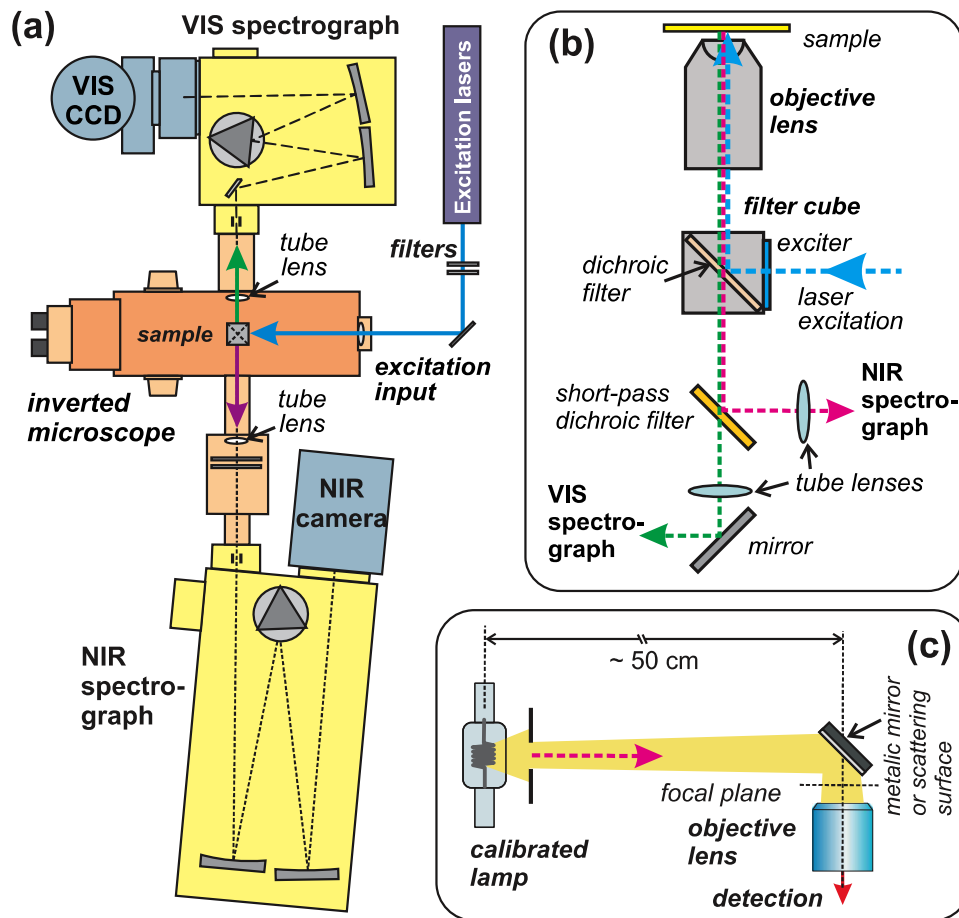 (a)
VIS spectrograph
VIS
CCD
Excitation lasers
tube
lens
filters
sample
excitation
input
inverted
microscope
tube
lens
NIR
camera
NIR
spectro-
graph
(b)
sample
objective
lens
filter cube
exciter
dichroic
filter
laser
excitation
short-pass
dichroic filter
NIR
spectro-
graph
tube lenses
VIS
spectro-
graph
mirror
(c)
~ 50 cm
metalic mirror
or scattering
surface
focal plane
objective
lens
calibrated
lamp
detection